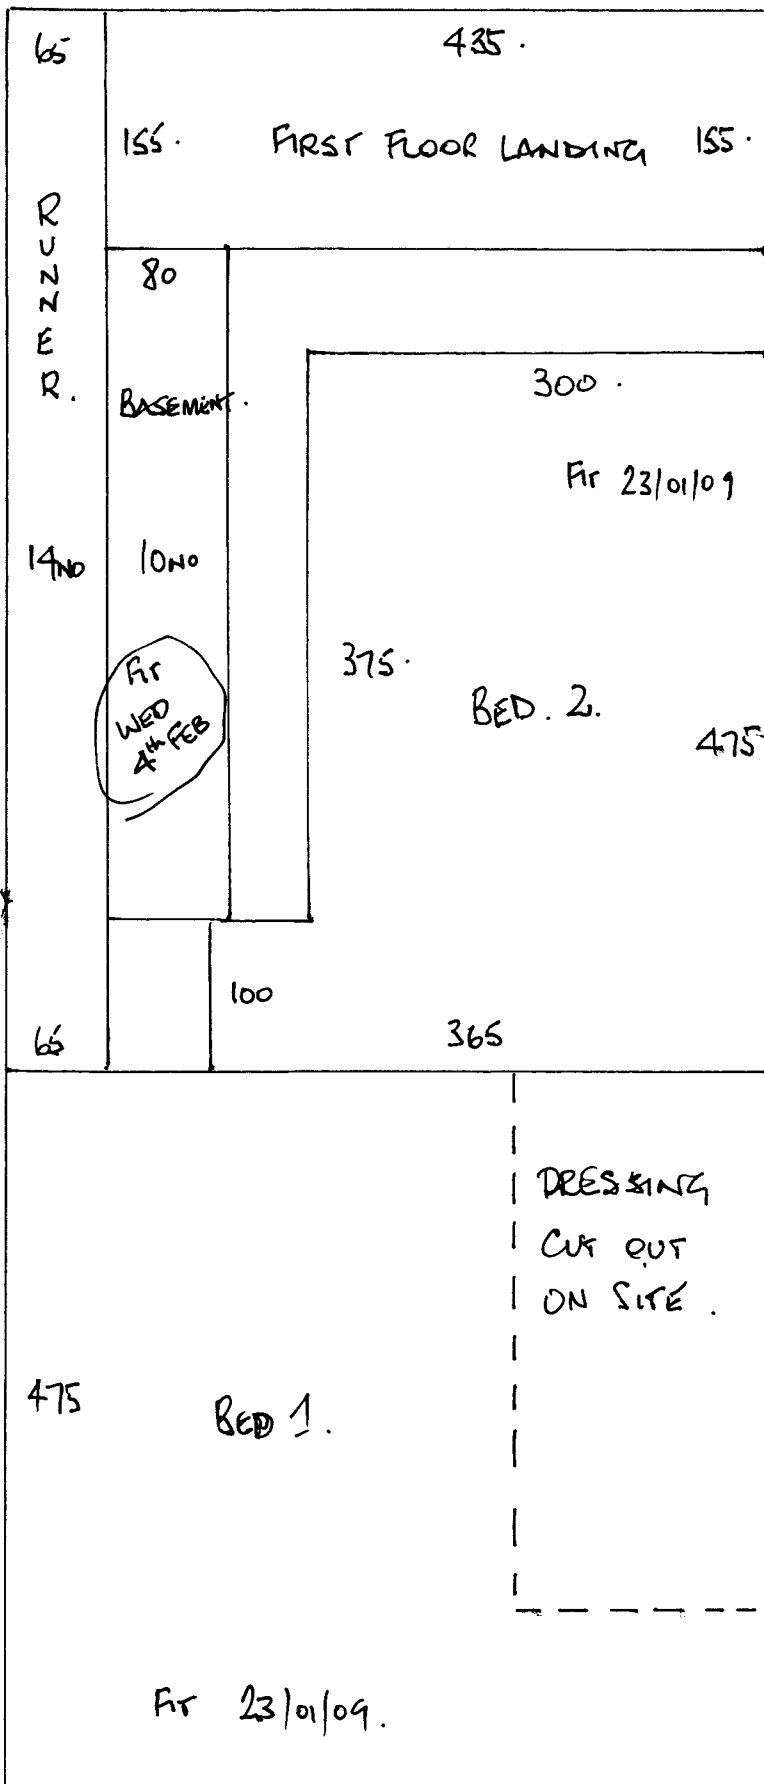 65
435.
155.
FIRST FLOOR LANDING
155.
RUNNER.
80
BASEMENT.
300.
Fit 23/01/09
14NO
10NO
Fit
WED
4th FEB
375.
BED. 2.
475
100
65
365
DRESSING
CUT OUT
ON SITE.
475
BED 1.
Fit 23/01/09.